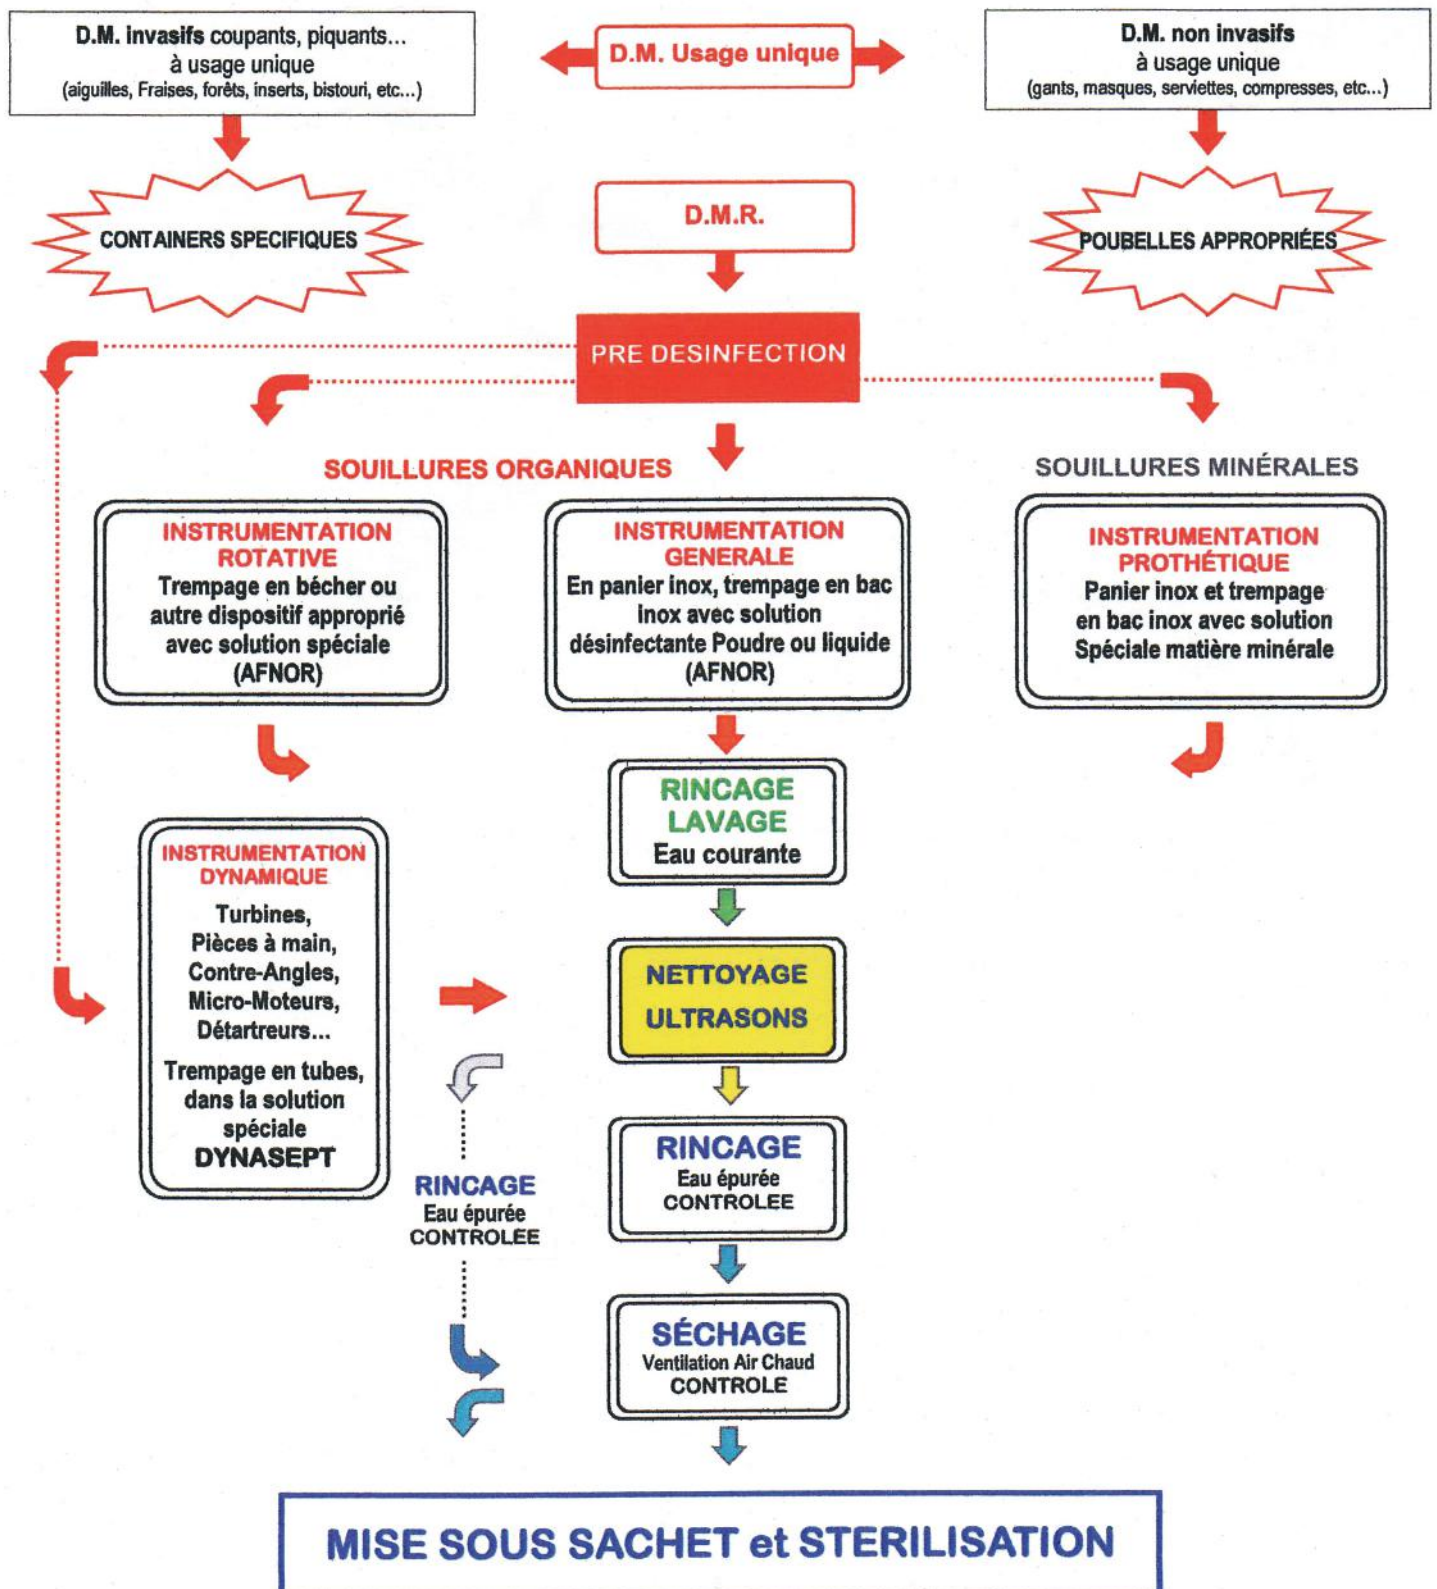 D.M. invasifs coupants, piquants...
à usage unique
(aiguilles, Fraises, forêts, inserts, bistouri, etc...)
D.M. Usage unique
D.M. non invasifs
à usage unique
(gants, masques, serviettes, compresses, etc...)
CONTAINERS SPECIFIQUES
D.M.R.
POUBELLES APPROPRIÉES
PRE DESINFECTION
SOUILLURES ORGANIQUES
SOUILLURES MINÉRALES
INSTRUMENTATION
ROTATIVE
Trempage en bécher ou
autre dispositif approprié
avec solution spéciale
(AFNOR)
INSTRUMENTATION
GENERALE
En panier inox, trempage en bac
inox avec solution
désinfectante Poudre ou liquide
(AFNOR)
INSTRUMENTATION
PROTHÉTIQUE
Panier inox et trempage
en bac inox avec solution
Spéciale matière minérale
RINCAGE
LAVAGE
Eau courante
INSTRUMENTATION
DYNAMIQUE
Turbines,
Pièces à main,
Contre-Angles,
Micro-Moteurs,
Détartreurs...
Trempage en tubes,
dans la solution
spéciale
DYNASEPT
NETTOYAGE
ULTRASONS
RINCAGE
Eau épurée
CONTROLEE
RINCAGE
Eau épurée
CONTROLEE
SÉCHAGE
Ventilation Air Chaud
CONTROLE
MISE SOUS SACHET et STERILISATION